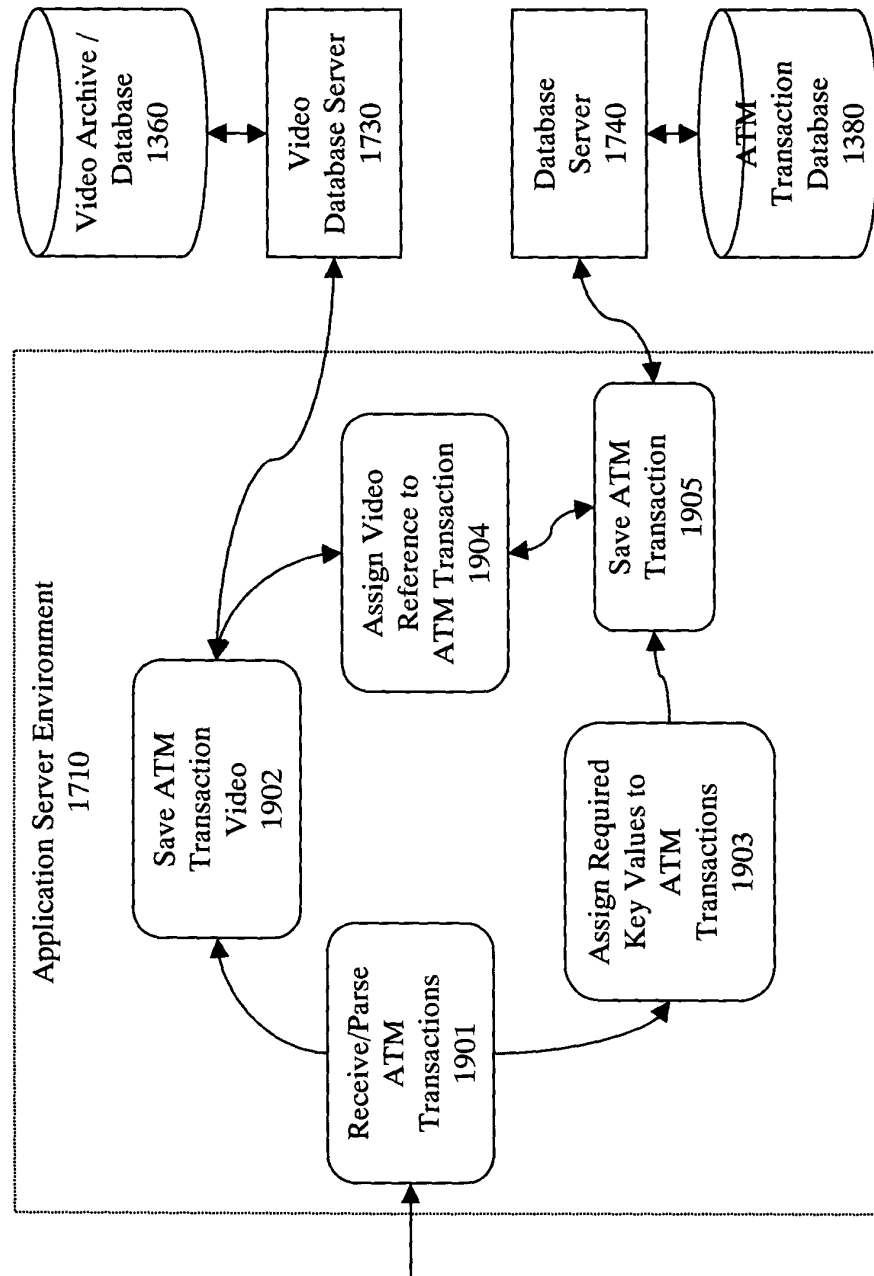 Application Server Environment
1710
Receive/Parse
ATM
Transactions
1901
Save ATM
Transaction
Video
1902
Assign Required
Key Values to
ATM
Transactions
1903
Assign Video
Reference to
ATM Transaction
1904
Save ATM
Transaction
1905
Video Archive /
Database
1360
Video
Database Server
1730
Database
Server
1740
ATM
Transaction
Database
1380